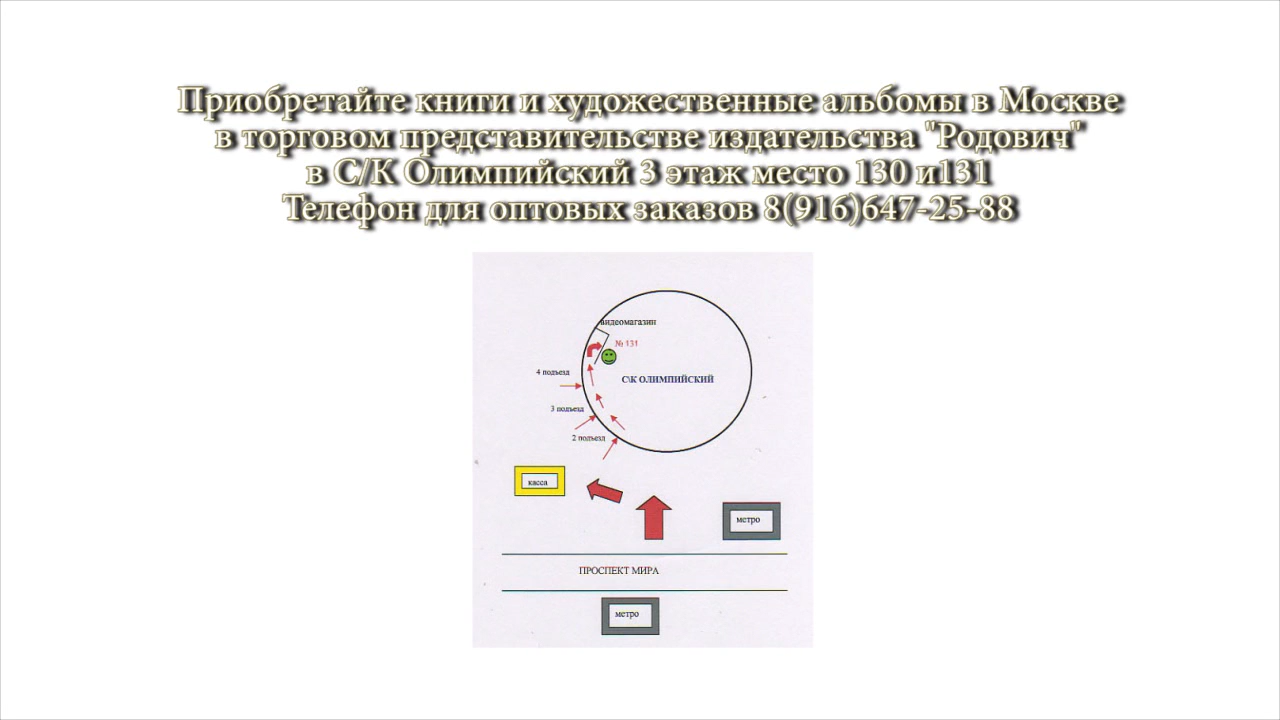 Приобретайте книги и художественные альбомы в Москве
в торговом представительстве издательства "Родович"
в С/К Олимпийский 3 этаж место 130 и131
Телефон для оптовых заказов 8(916)647-25-88
видеомагазин
№ 131
4 подъезд
С\К ОЛИМПИЙСКИЙ
3 подъезд
2 подъезд
касса
метро
ПРОСПЕКТ МИРА
метро